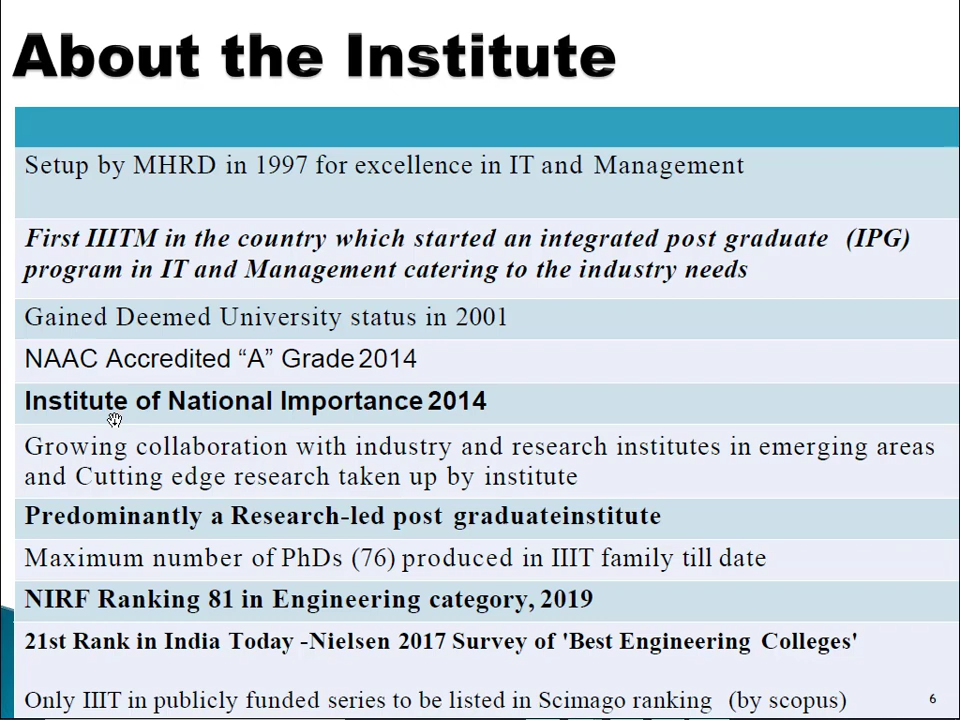 About the Institute
Setup by MHRD in 1997 for excellence in IT and Management
First IIITM in the country which started an integrated post graduate (IPG)
program in IT and Management catering to the industry needs
Gained Deemed University status in 2001
NAAC Accredited “A” Grade 2014
Institute of National Importance 2014
Growing collaboration with industry and research institutes in emerging areas
and Cutting edge research taken up by institute
Predominantly a Research-led post graduateinstitute
Maximum number of PhDs (76) produced in IIIT family till date
NIRF Ranking 81 in Engineering category, 2019
21st Rank in India Today -Nielsen 2017 Survey of 'Best Engineering Colleges'
Only IIIT in publicly funded series to be listed in Scimago ranking (by scopus)
6